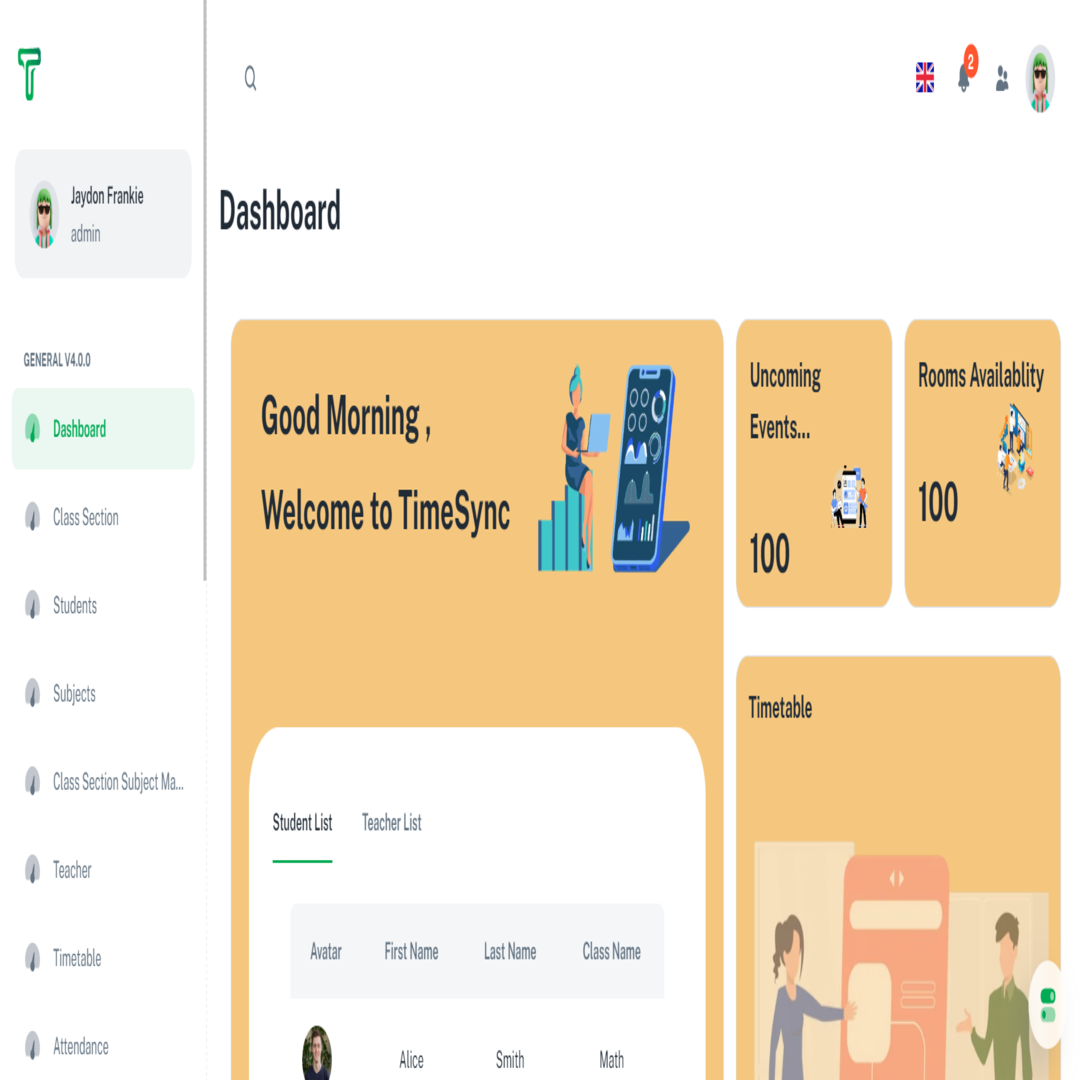 2
Jaydon Frankie
admin
GENERAL V4.0.0
Dashboard
Class Section
Students
Subjects
Class Section Subject Ma...
Teacher
Timetable
Attendance
Dashboard
Good Morning ,
Welcome to TimeSync
Uncoming
Events...
100
Rooms Availablity
100
Timetable
Student List Teacher List
Avatar First Name Last Name Class Name
Alice Smith Math